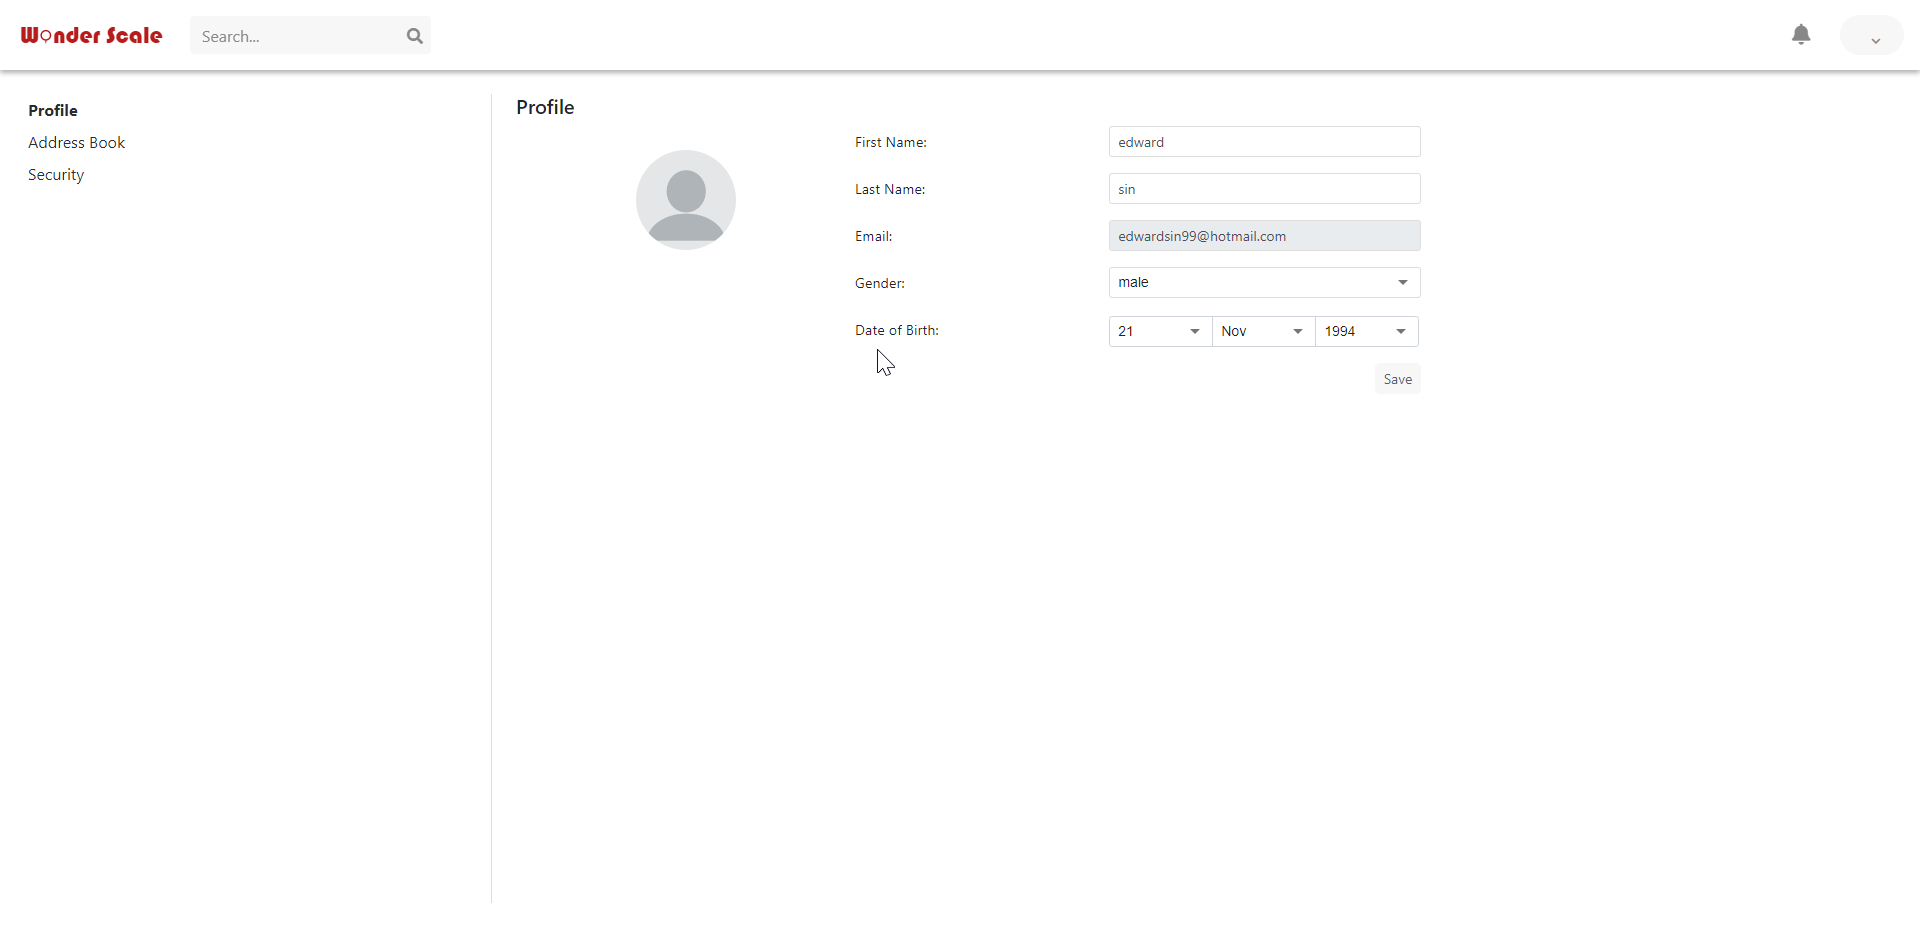 Wonder Scale
Search...
Profile
Address Book
Security
Profile
First Name:
edward
Last Name:
sin
Email:
edwardsin99@hotmail.com
Gender:
male
Date of Birth:
21 Nov 1994
Save